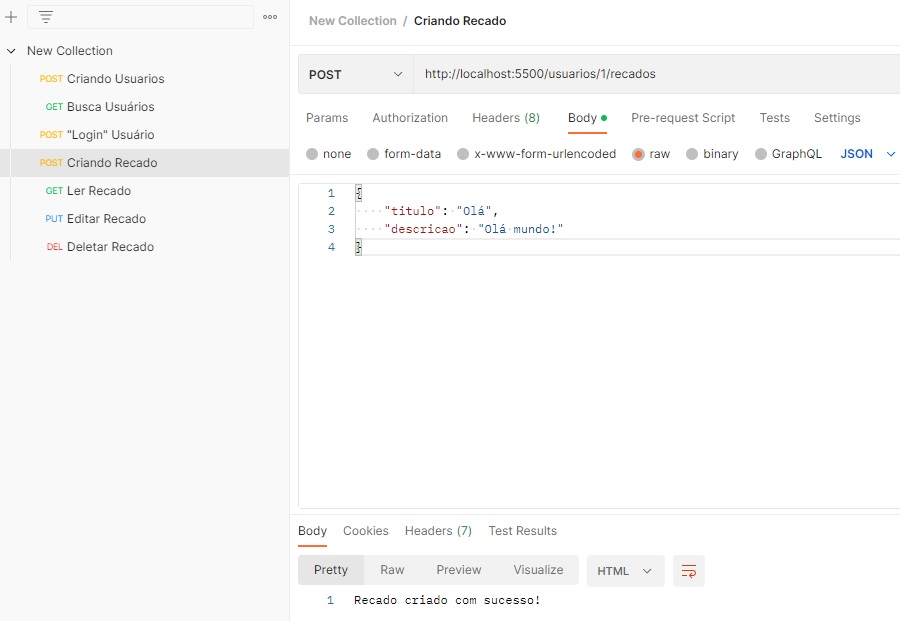 New Collection
POST Criando Usuarios
GET Busca Usuários
POST "Login" Usuário
POST Criando Recado
GET Ler Recado
PUT Editar Recado
DEL Deletar Recado
New Collection / Criando Recado
POST http://localhost:5500/usuarios/1/recados
Params Authorization Headers (8) Body Pre-request Script Tests Settings
none form-data x-www-form-urlencoded raw binary GraphQL JSON
1 {
2 "titulo": "Olá",
3 "descricao": "Olá mundo!"
4 }
Body Cookies Headers (7) Test Results
Pretty Raw Preview Visualize HTML
1 Recado criado com sucesso!